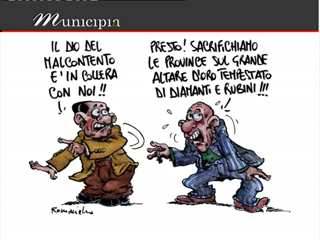 Municipia
IL DIO DEL
MALCONTENTO
E' IN COLLERA
CON NOI!!
PRESTO! SACRIFICHIAMO
LE PROVINCE SUL GRANDE
ALTARE D'ORO TEMPESTATO
DI DIAMANTI E RUBINI!!!